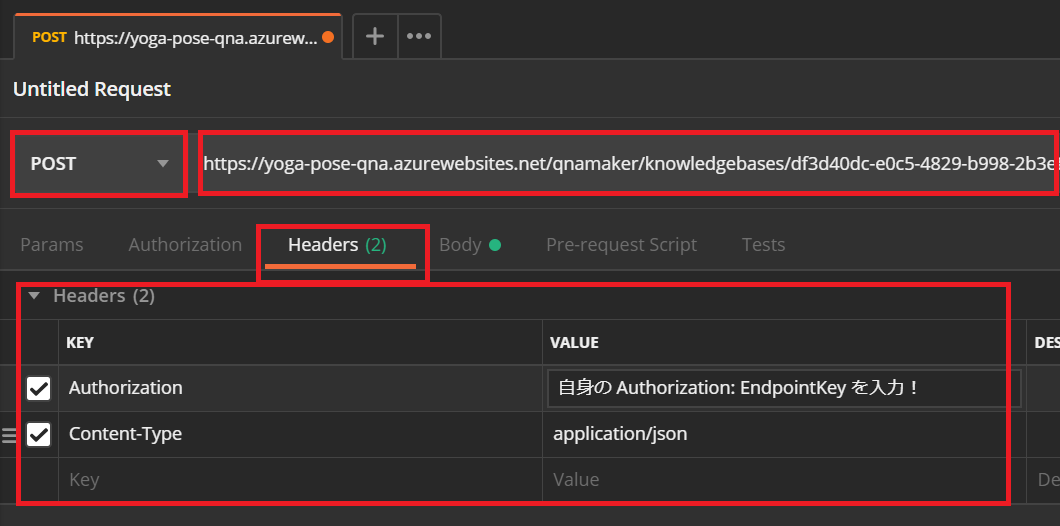 POST https://yoga-pose-qna.azurew...
Untitled Request
POST https://yoga-pose-qna.azurewebsites.net/qnamaker/knowledgebases/df3d40dc-e0c5-4829-b998-2b3e
Params Authorization Headers (2) Body Pre-request Script Tests
Headers (2)
KEY VALUE DES
Authorization 自身の Authorization: EndpointKey を入力！
Content-Type application/json
Key Value De